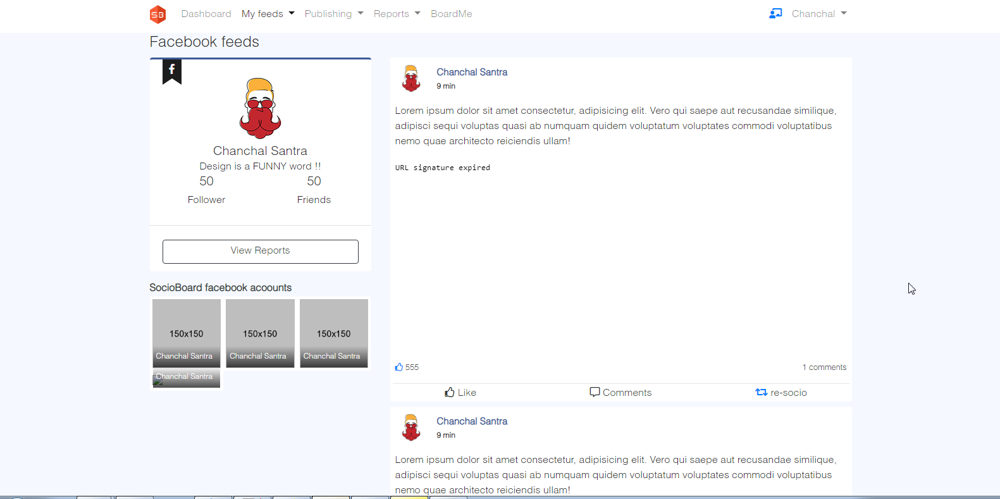 SB Dashboard My feeds Publishing Reports BoardMe Chanchal
Facebook feeds
Chanchal Santra
Design is a FUNNY word !!
50 50
Follower Friends
View Reports
SocioBoard facebook acoounts
150x150 150x150 150x150
Chanchal Santra Chanchal Santra Chanchal Santra
Chanchal Santra
Chanchal Santra
9 min
Lorem ipsum dolor sit amet consectetur, adipisicing elit. Vero qui saepe aut recusandae similique,
adipisci sequi voluptas quasi ab numquam quidem voluptatum voluptates commodi voluptatibus
nemo quae architecto reiciendis ullam!
URL signature expired
555 1 comments
Like Comments re-socio
Chanchal Santra
9 min
Lorem ipsum dolor sit amet consectetur, adipisicing elit. Vero qui saepe aut recusandae similique,
adipisci sequi voluptas quasi ab numquam quidem voluptatum voluptates commodi voluptatibus
nemo quae architecto reiciendis ullam!